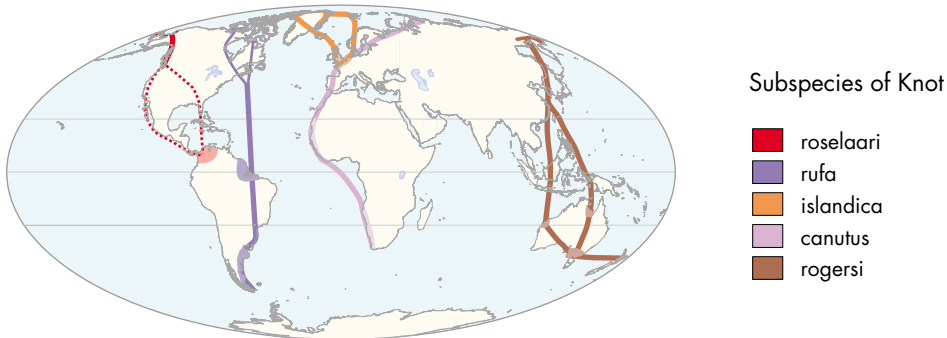 Subspecies of Knot
roselaari
rufa
islandica
canutus
rogersi